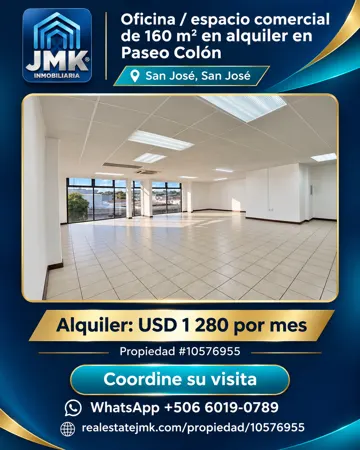 JMK
INMOBILIARIA
Oficina / espacio comercial
de 160 m² en alquiler en
Paseo Colón
San José, San José
Alquiler: USD 1 280 por mes
Propiedad #10576955
Coordine su visita
WhatsApp +506 6019-0789
realestatejmk.com/propiedad/10576955